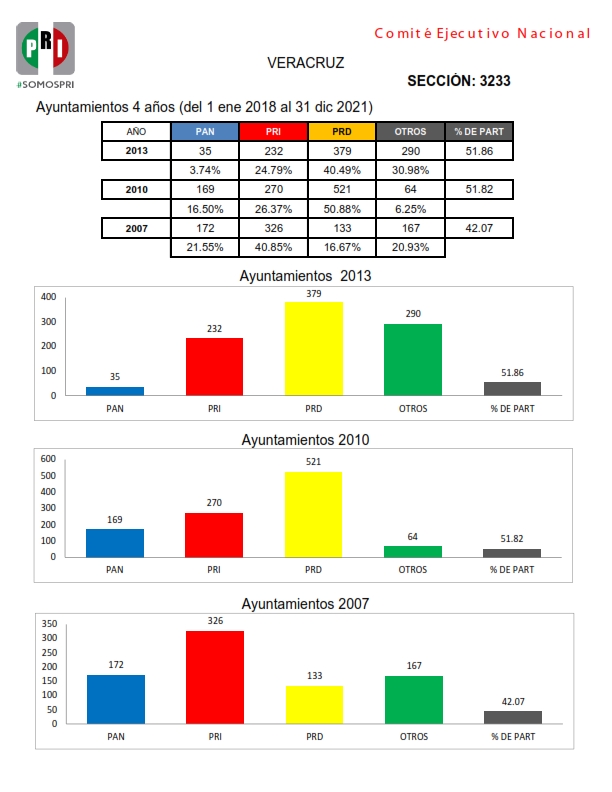 PRI
#SOMOSPRI
Comité Ejecutivo Nacional
VERACRUZ
SECCIÓN: 3233
Ayuntamientos 4 años (del 1 ene 2018 al 31 dic 2021)
AÑO PAN PRI PRD OTROS % DE PART
2013 35 232 379 290 51.86
3.74% 24.79% 40.49% 30.98%
2010 169 270 521 64 51.82
16.50% 26.37% 50.88% 6.25%
2007 172 326 133 167 42.07
21.55% 40.85% 16.67% 20.93%
Ayuntamientos 2013
400
300
200
100
0
35 232 379 290 51.86
PAN PRI PRD OTROS % DE PART
Ayuntamientos 2010
600
500
400
300
200
100
0
169 270 521 64 51.82
PAN PRI PRD OTROS % DE PART
Ayuntamientos 2007
350
300
250
200
150
100
50
0
172 326 133 167 42.07
PAN PRI PRD OTROS % DE PART